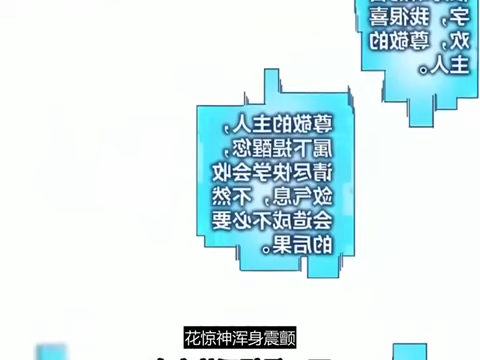 字，我很喜
欢，尊敬的
主人。
尊敬的主人，
属下提醒您，
请尽快学会收
敛气息，不然
会造成不必要
的后果。
花惊神浑身震颤